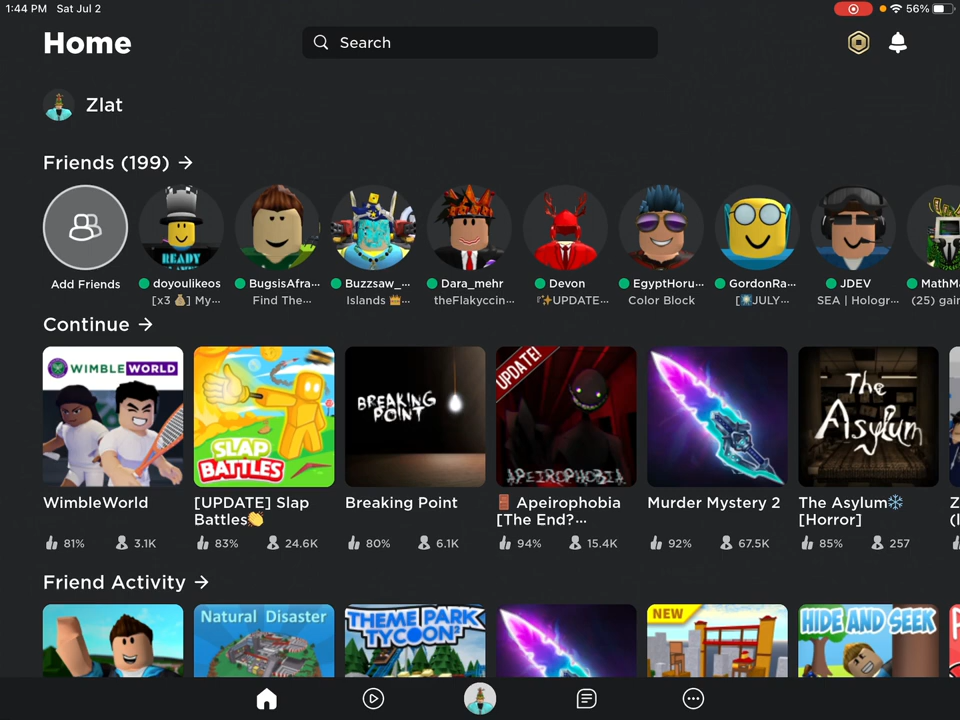 1:44 PM Sat Jul 2
56%
Home
Search
Zlat
Friends (199) →
READY
Add Friends
doyoulikeos
BugsisAfra...
Buzzsaw_...
Dara_mehr
Devon
EgyptHoru...
GordonRa...
JDEV
MathM
[x3 💰] My...
Find The...
Islands 👑...
theFlakyccin...
UPDATE...
Color Block
[🎆JULY...
SEA | Hologr...
(25) gai
Continue →
WIMBLEWORLD
SLAP
BATTLES
BREAKING
POINT
UPDATE!
APEIROPHOBIA
The
Asylum
WimbleWorld
[UPDATE] Slap
Battles👏
Breaking Point
🚪 Apeirophobia
[The End?...
Murder Mystery 2
The Asylum❄️
[Horror]
81% 3.1K
83% 24.6K
80% 6.1K
94% 15.4K
92% 67.5K
85% 257
Friend Activity →
Natural Disaster
THEME PARK
TYCOON
NEW
HIDE AND SEEK